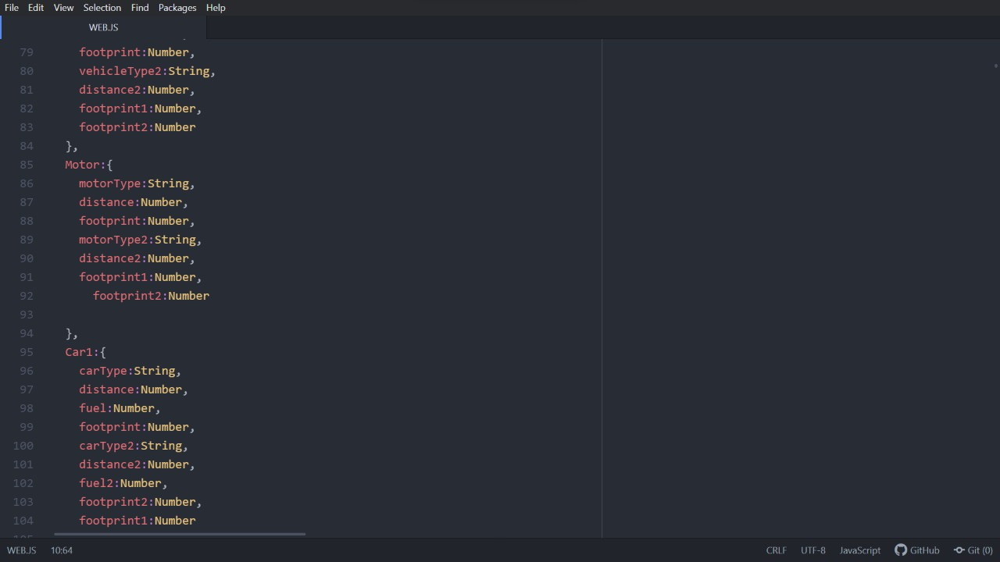 File Edit View Selection Find Packages Help
WEB.JS
79 footprint:Number,
80 vehicleType2:String,
81 distance2:Number,
82 footprint1:Number,
83 footprint2:Number
84 },
85 Motor:{
86 motorType:String,
87 distance:Number,
88 footprint:Number,
89 motorType2:String,
90 distance2:Number,
91 footprint1:Number,
92 footprint2:Number
93
94 },
95 Car1:{
96 carType:String,
97 distance:Number,
98 fuel:Number,
99 footprint:Number,
100 carType2:String,
101 distance2:Number,
102 fuel2:Number,
103 footprint2:Number,
104 footprint1:Number
WEB.JS 10:64 CRLF UTF-8 JavaScript GitHub Git (0)